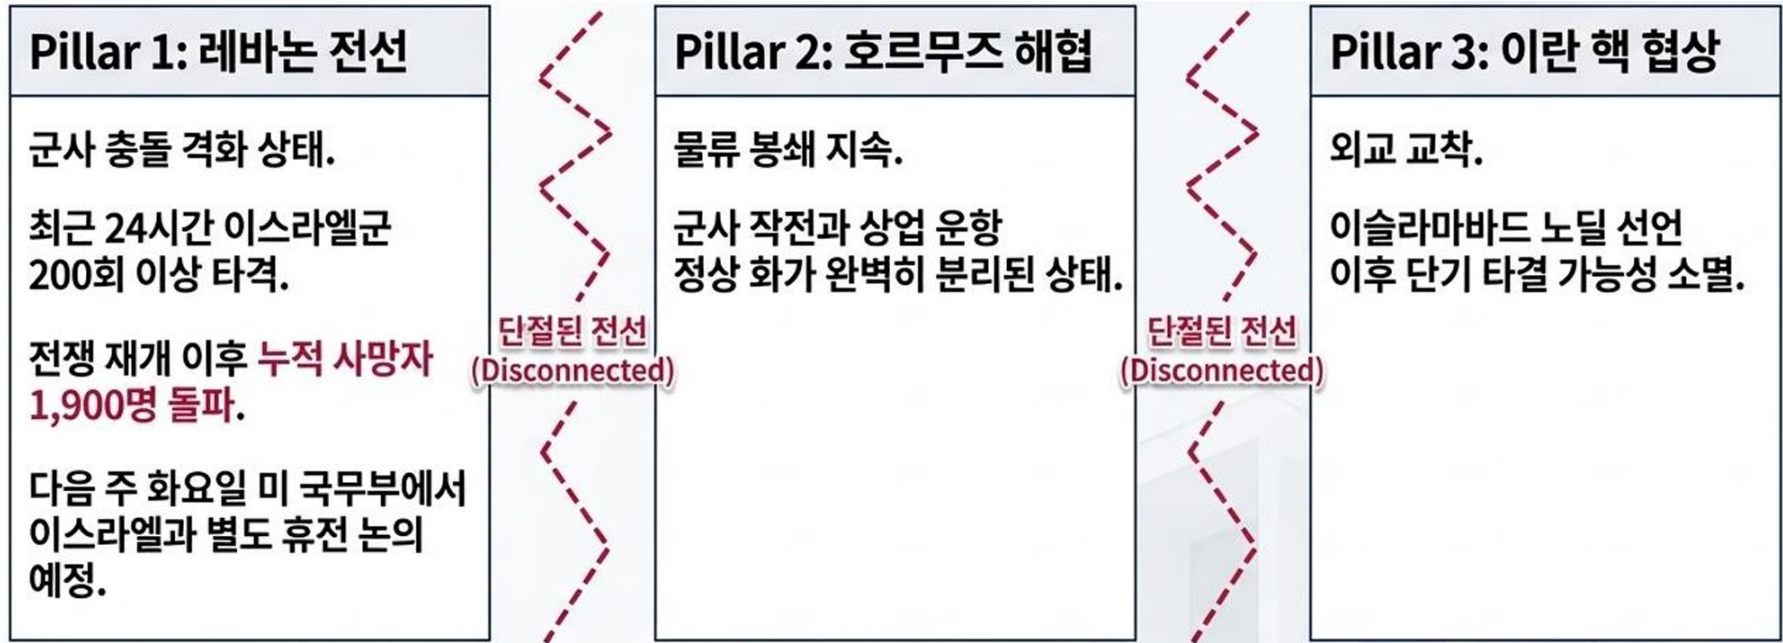 Pillar 1: 레바논 전선
군사 충돌 격화 상태.
최근 24시간 이스라엘군
200회 이상 타격.
전쟁 재개 이후 누적 사망자
1,900명 돌파.
다음 주 화요일 미 국무부에서
이스라엘과 별도 휴전 논의
예정.
단절된 전선
(Disconnected)
Pillar 2: 호르무즈 해협
물류 봉쇄 지속.
군사 작전과 상업 운항
정상 화가 완벽히 분리된 상태.
단절된 전선
(Disconnected)
Pillar 3: 이란 핵 협상
외교 교착.
이슬라마바드 노딜 선언
이후 단기 타결 가능성 소멸.